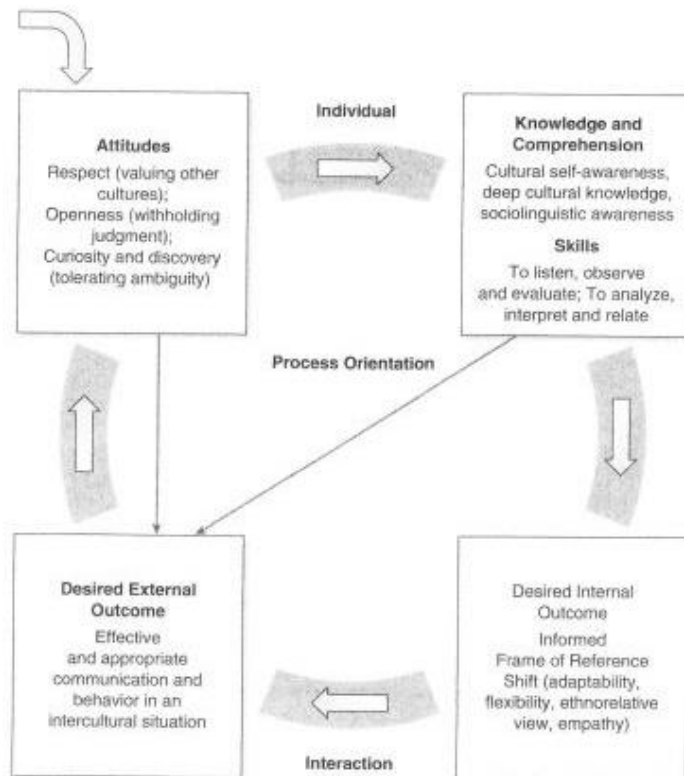 Individual
Attitudes
Respect (valuing other
cultures);
Openness (withholding
judgment);
Curiosity and discovery
(tolerating ambiguity)
Knowledge and
Comprehension
Cultural self-awareness,
deep cultural knowledge,
sociolinguistic awareness
Skills
To listen, observe
and evaluate; To analyze,
interpret and relate
Process Orientation
Desired External
Outcome
Effective
and appropriate
communication and
behavior in an
intercultural situation
Desired Internal
Outcome
Informed
Frame of Reference
Shift (adaptability,
flexibility, ethnorelative
view, empathy)
Interaction